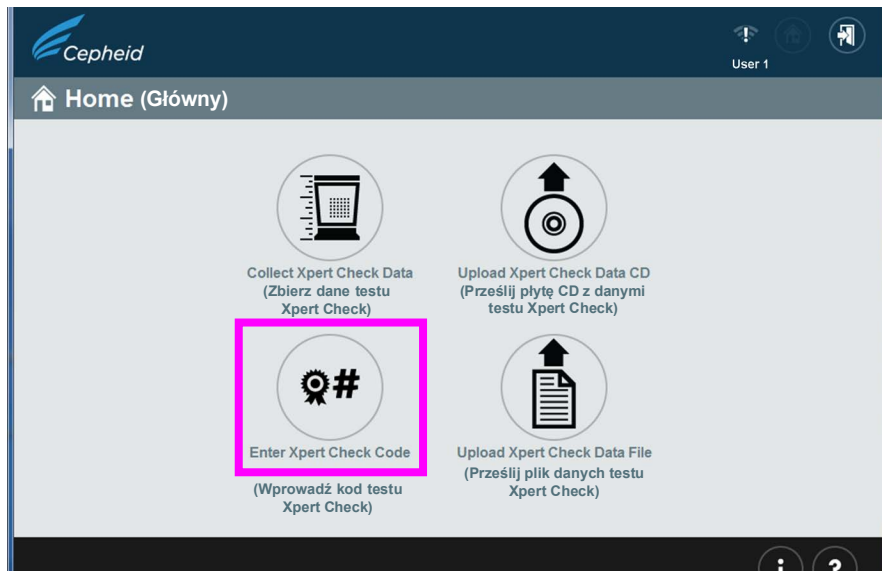 Cepheid
User 1
Home (Główny)
Collect Xpert Check Data
(Zbierz dane testu
Xpert Check)
Upload Xpert Check Data CD
(Prześlij płytę CD z danymi
testu Xpert Check)
#
Enter Xpert Check Code
(Wprowadź kod testu
Xpert Check)
Upload Xpert Check Data File
(Prześlij plik danych testu
Xpert Check)
i ?